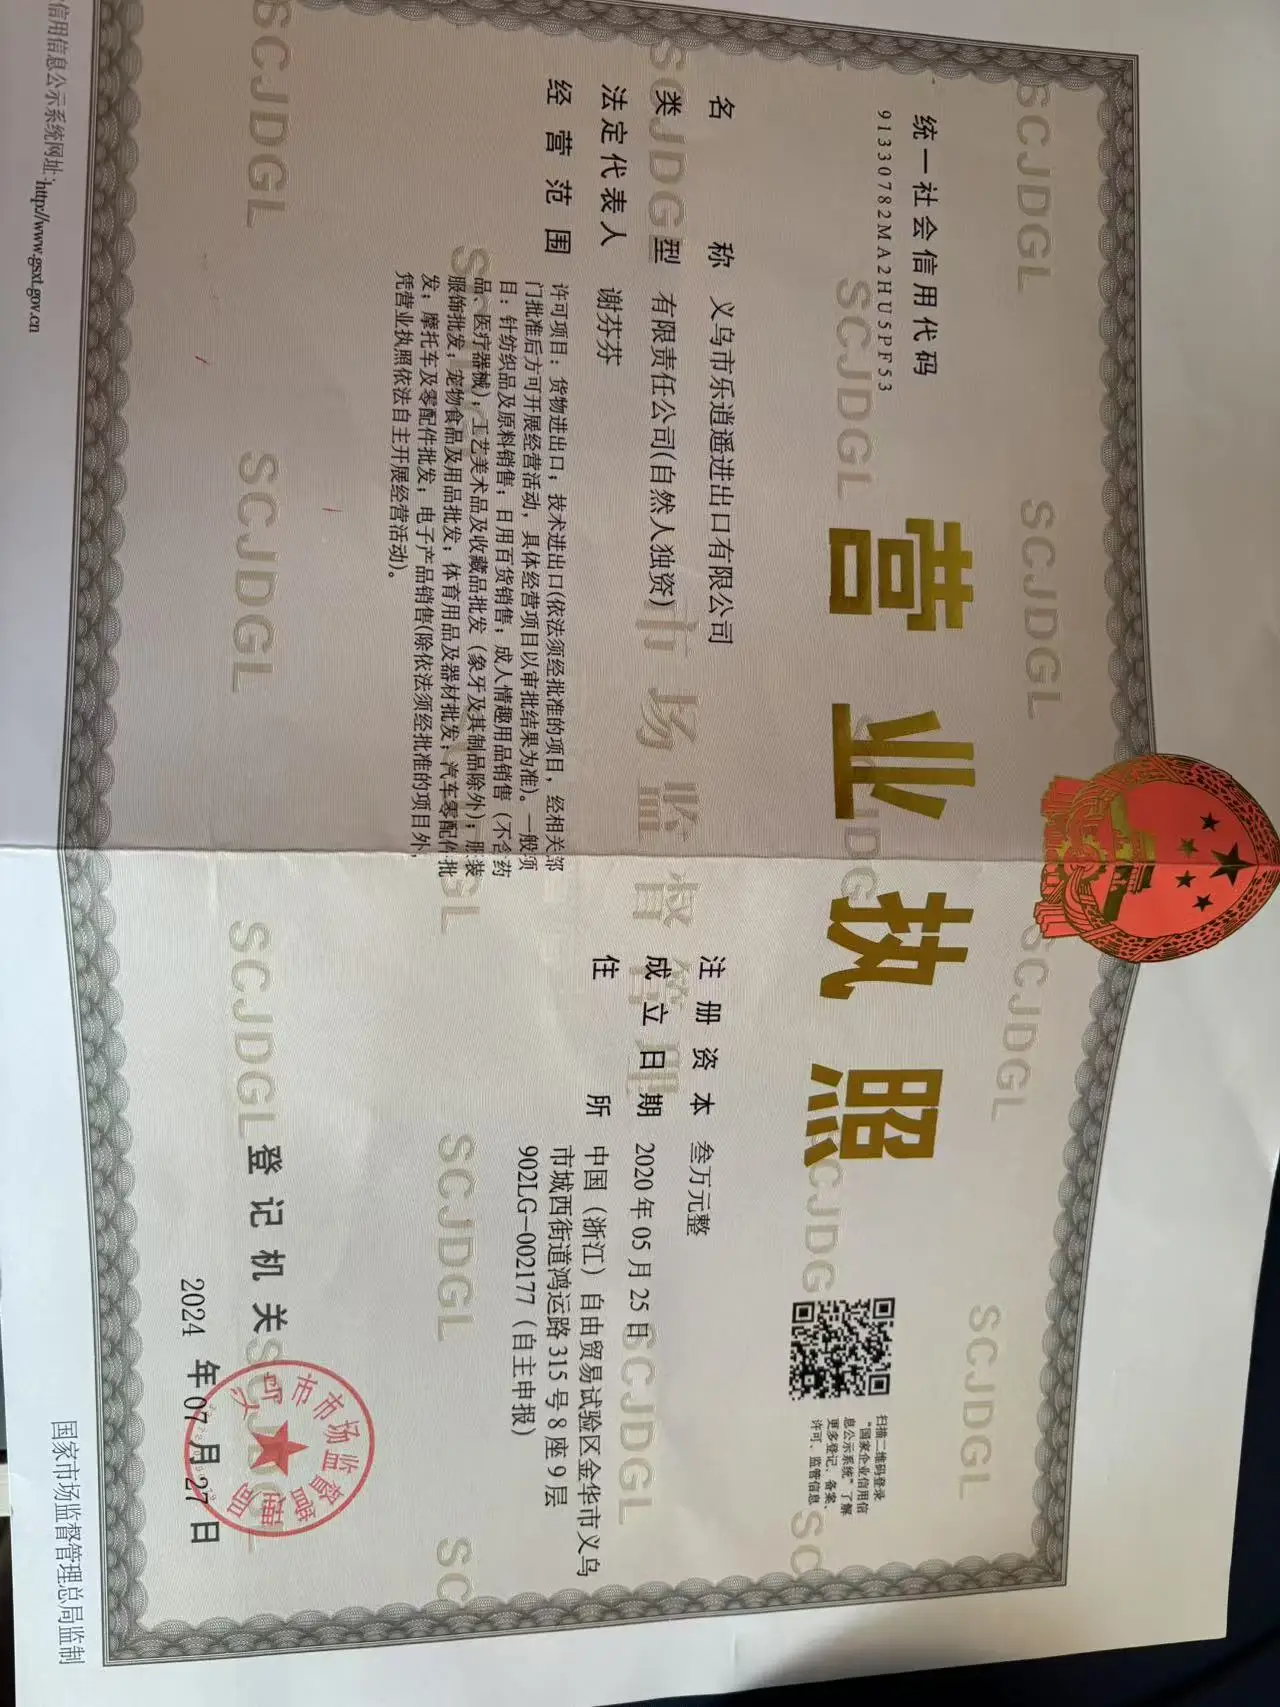 营业执照
统一社会信用代码
91330782MA2HU5PF53
扫描二维码登录
“国家企业信用信
息公示系统”了解
更多登记、备案、
许可、监管信息
名称 义乌市乐逍遥进出口有限公司
类型 有限责任公司(自然人独资)
法定代表人 谢芬芬
经营范围 许可项目：货物进出口，技术进出口(依法须经批准的项目，经相关部
门批准后方可开展经营活动，具体经营项目以审批结果为准)。一般项
目：针纺织品及原料销售；日用百货销售；成人情趣用品销售（不含药
品、医疗器械）；工艺美术品及收藏品批发（象牙及其制品除外）；服装
服饰批发；宠物食品及用品批发；体育用品及器材批发；汽车零配件批
发；摩托车及零配件批发；电子产品销售(除依法须经批准的项目外，
凭营业执照依法自主开展经营活动)。
注册资本 叁万元整
成立日期 2020年05月25日
住所 中国（浙江）自由贸易试验区金华市义乌
市城西街道鸿运路315号8座9层
902LG-002177（自主申报）
登记机关
义乌市市场监督管理局
2024年07月27日
信用信息公示系统网址:http://www.gsxt.gov.cn
国家市场监督管理总局监制
SCJDGL
市场监督管理